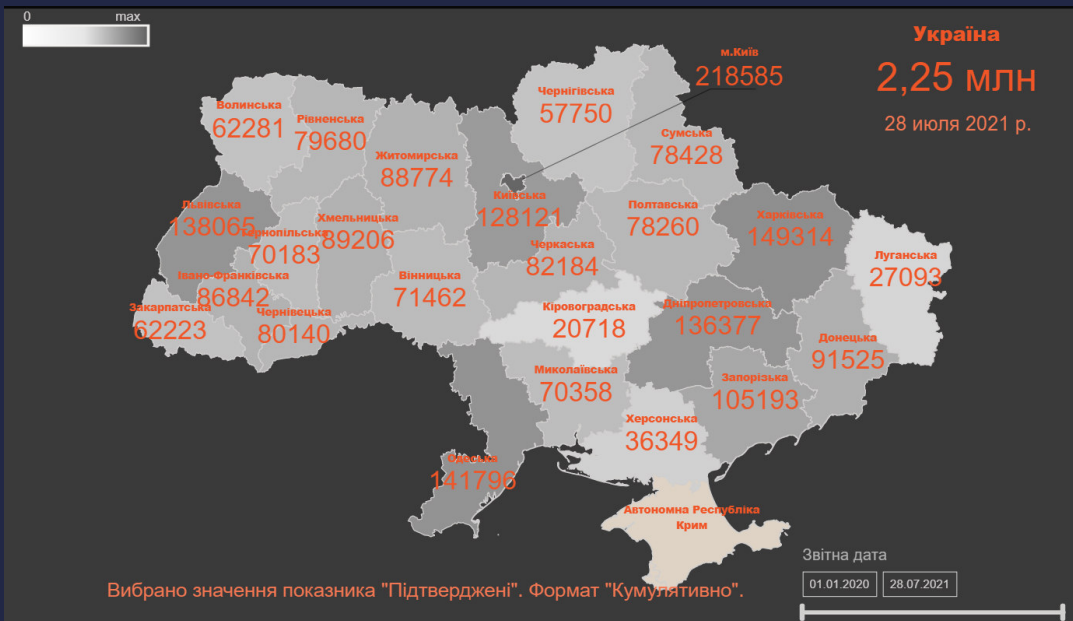 0 max
Україна
2,25 млн
28 июля 2021 р.
м.Київ
218585
Чернігівська
57750
Волинська
62281
Рівненська
79680
Сумська
78428
Житомирська
88774
Київська
128121
Полтавська
78260
Харківська
149314
Львівська
138065
Тернопільська
70183
Хмельницька
89206
Черкаська
82184
Луганська
27093
Івано-Франківська
86842
Вінницька
71462
Закарпатська
62223
Чернівецька
80140
Кіровоградська
20718
Дніпропетровська
136377
Донецька
91525
Миколаївська
70358
Запорізька
105193
Херсонська
36349
Одеська
141796
Автономна Республіка
Крим
Звітна дата
01.01.2020 28.07.2021
Вибрано значення показника "Підтверджені". Формат "Кумулятивно".